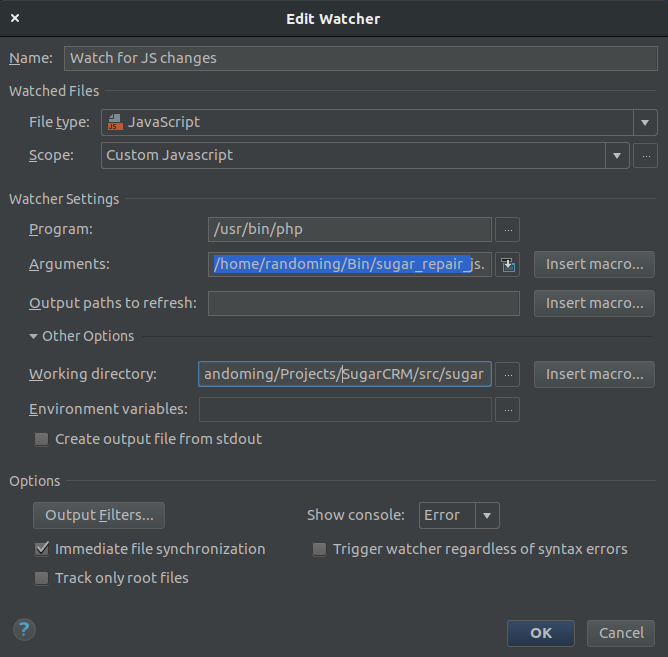 Edit Watcher
Name: Watch for JS changes
Watched Files
File type: JS JavaScript
Scope: Custom Javascript ...
Watcher Settings
Program: /usr/bin/php ...
Arguments: /home/randoming/Bin/sugar_repair_js. Insert macro...
Output paths to refresh: Insert macro...
Other Options
Working directory: andoming/Projects/SugarCRM/src/sugar ... Insert macro...
Environment variables: ...
Create output file from stdout
Options
Output Filters... Show console: Error
Immediate file synchronization Trigger watcher regardless of syntax errors
Track only root files
? OK Cancel